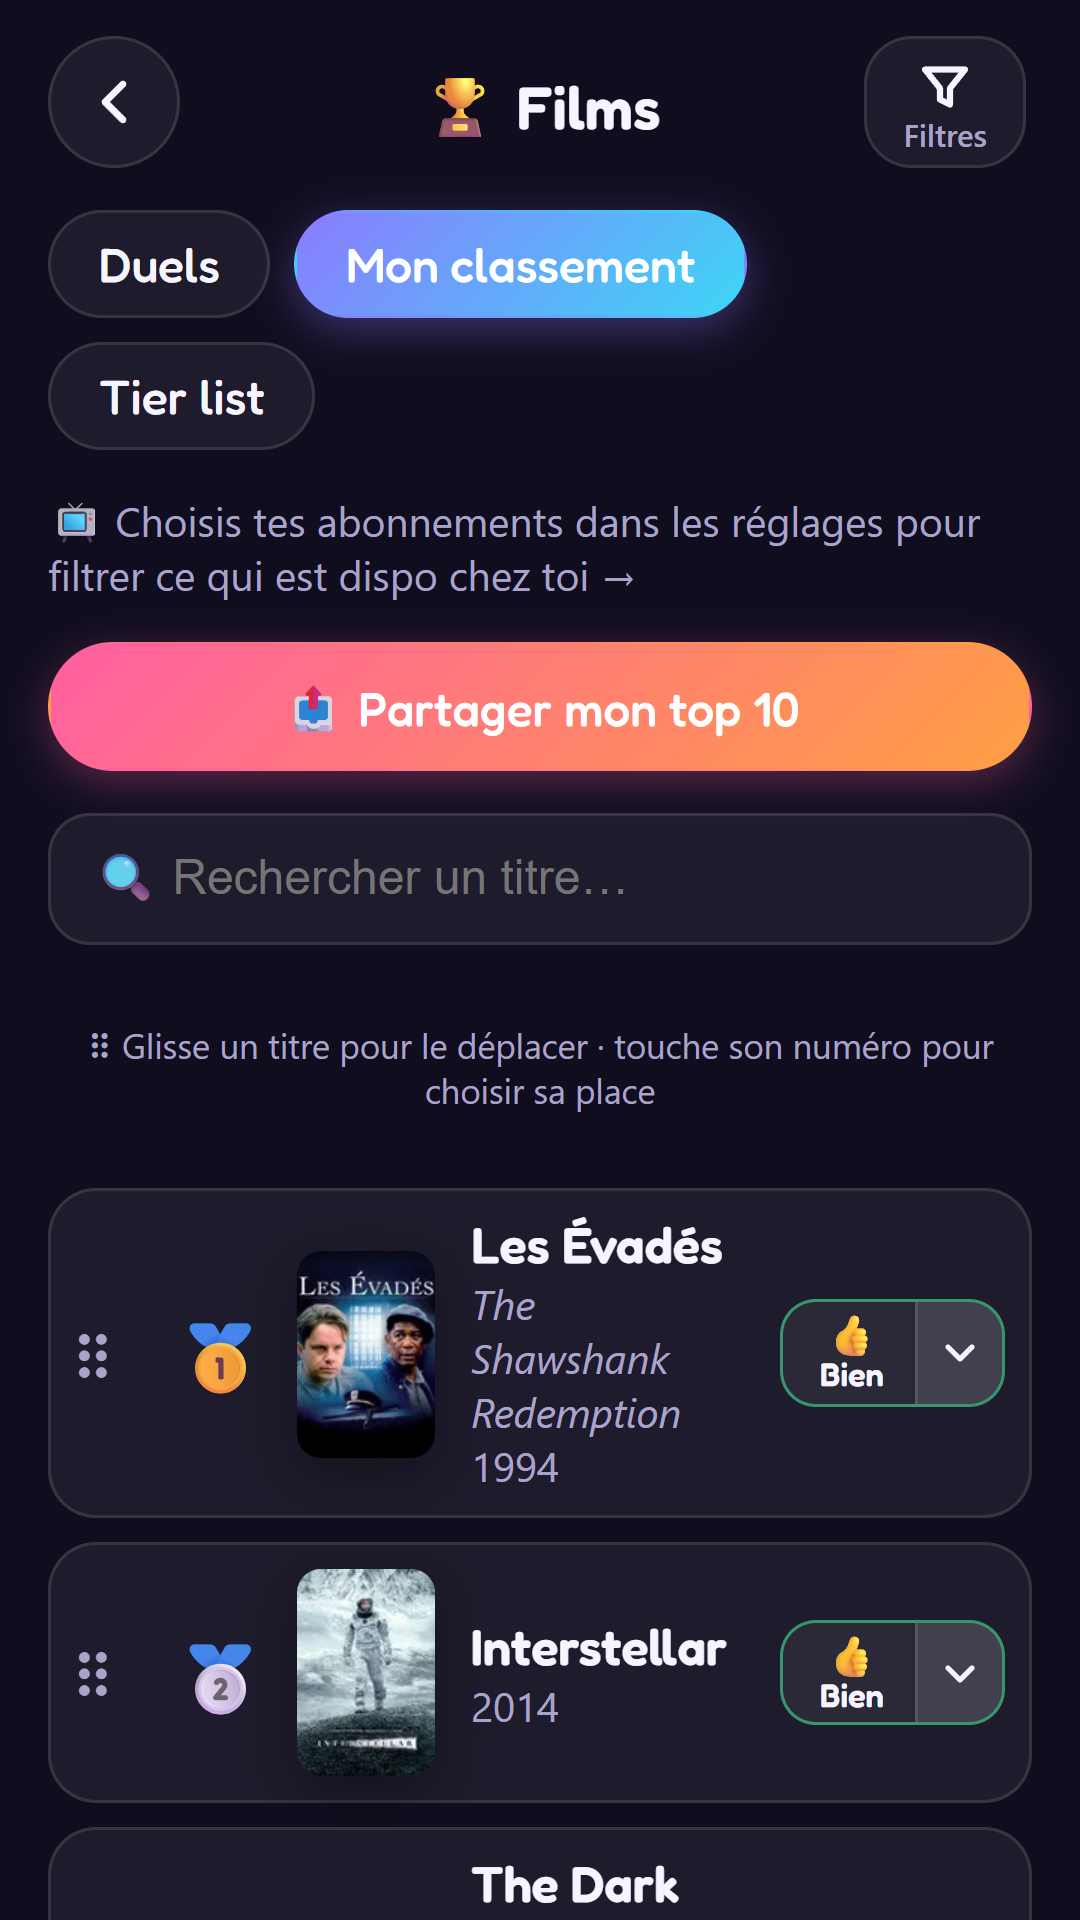 🏆 Films
Filtres
Duels
Mon classement
Tier list
📺 Choisis tes abonnements dans les réglages pour
filtrer ce qui est dispo chez toi →
📤 Partager mon top 10
🔍 Rechercher un titre…
⠿ Glisse un titre pour le déplacer · touche son numéro pour
choisir sa place
1
LES ÉVADÉS
Les Évadés
The
Shawshank
Redemption
1994
👍
Bien
2
INTERSTELLAR
Interstellar
2014
👍
Bien
The Dark